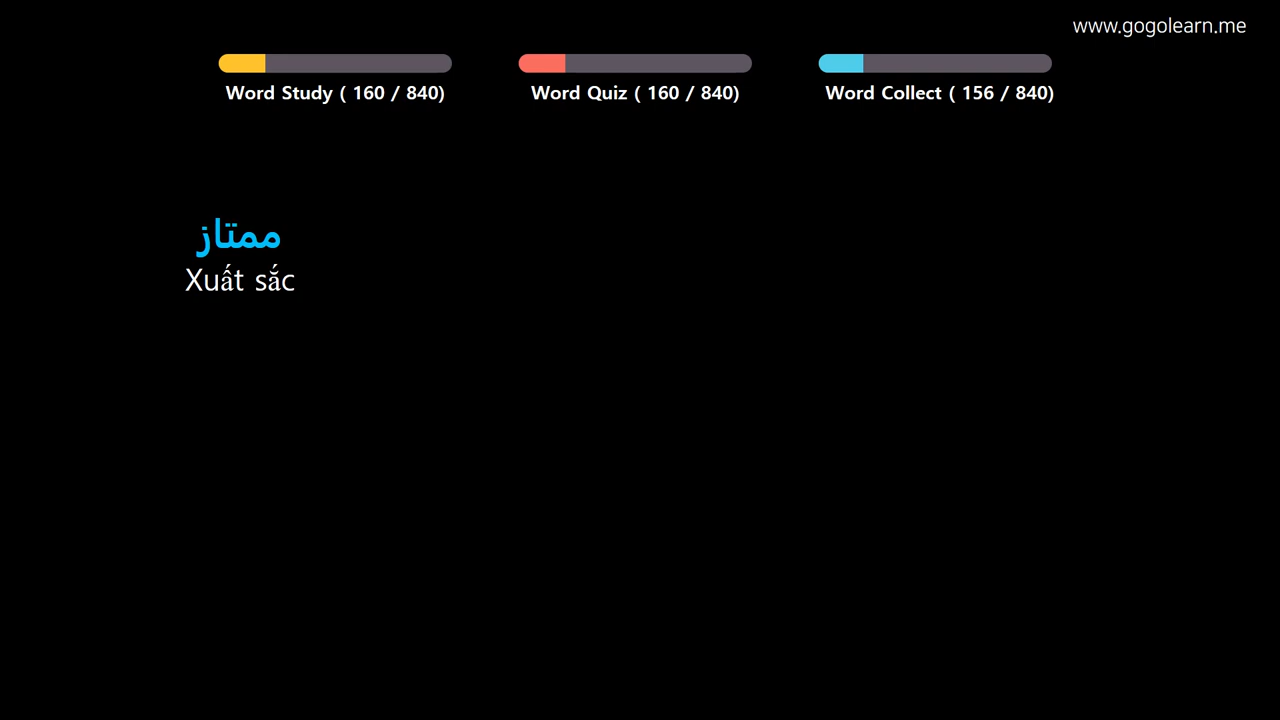 www.gogolearn.me
Word Study ( 160 / 840)
Word Quiz ( 160 / 840)
Word Collect ( 156 / 840)
ممتاز
Xuất sắc